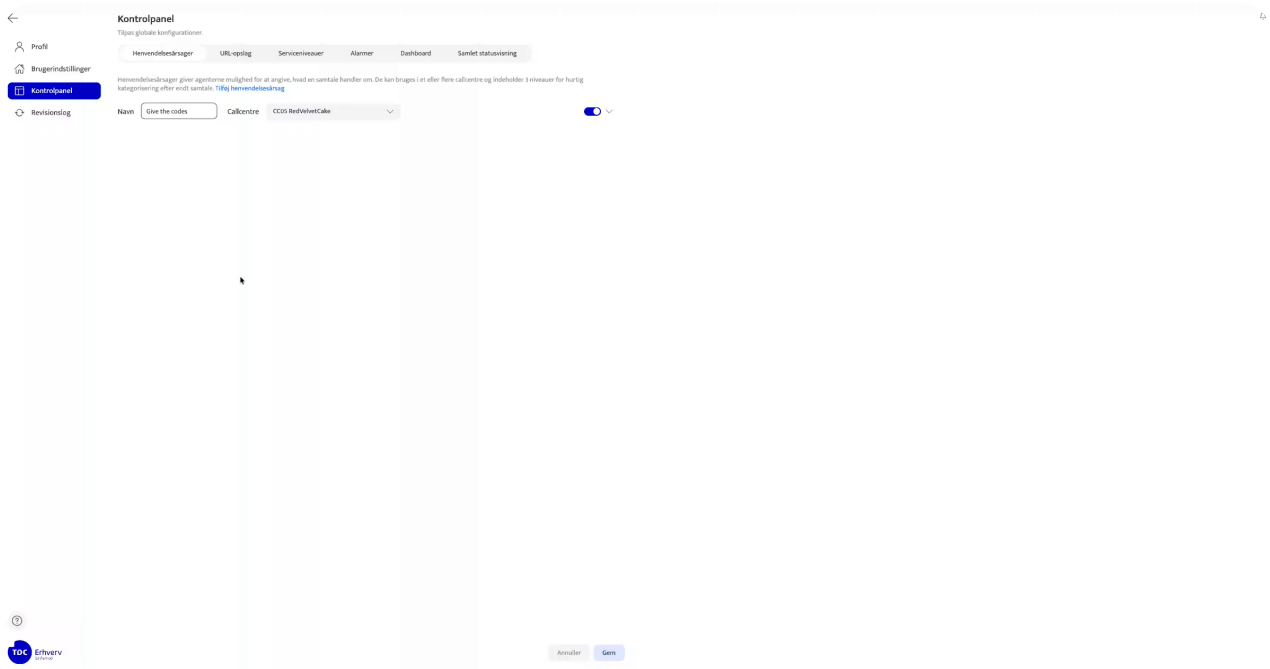 Kontrolpanel
Tilpas globale konfigurationer
Profil
Brugerindstillinger
Kontrolpanel
Revisionslog
Henvendelsesårsager
URL-opslag
Serviceniveauer
Alarmer
Dashboard
Samlet statusvisning
Henvendelsesårsager giver agenterne mulighed for at angive, hvad en samtale handler om. De kan bruges i et eller flere callcentre og indeholder 3 niveauer for hurtig
kategorisering efter endt samtale. Tilføj henvendelsesårsag
Navn
Give the codes
Callcentre
CC05 RedVelvetCake
TDC Erhverv
Annuller
Gem